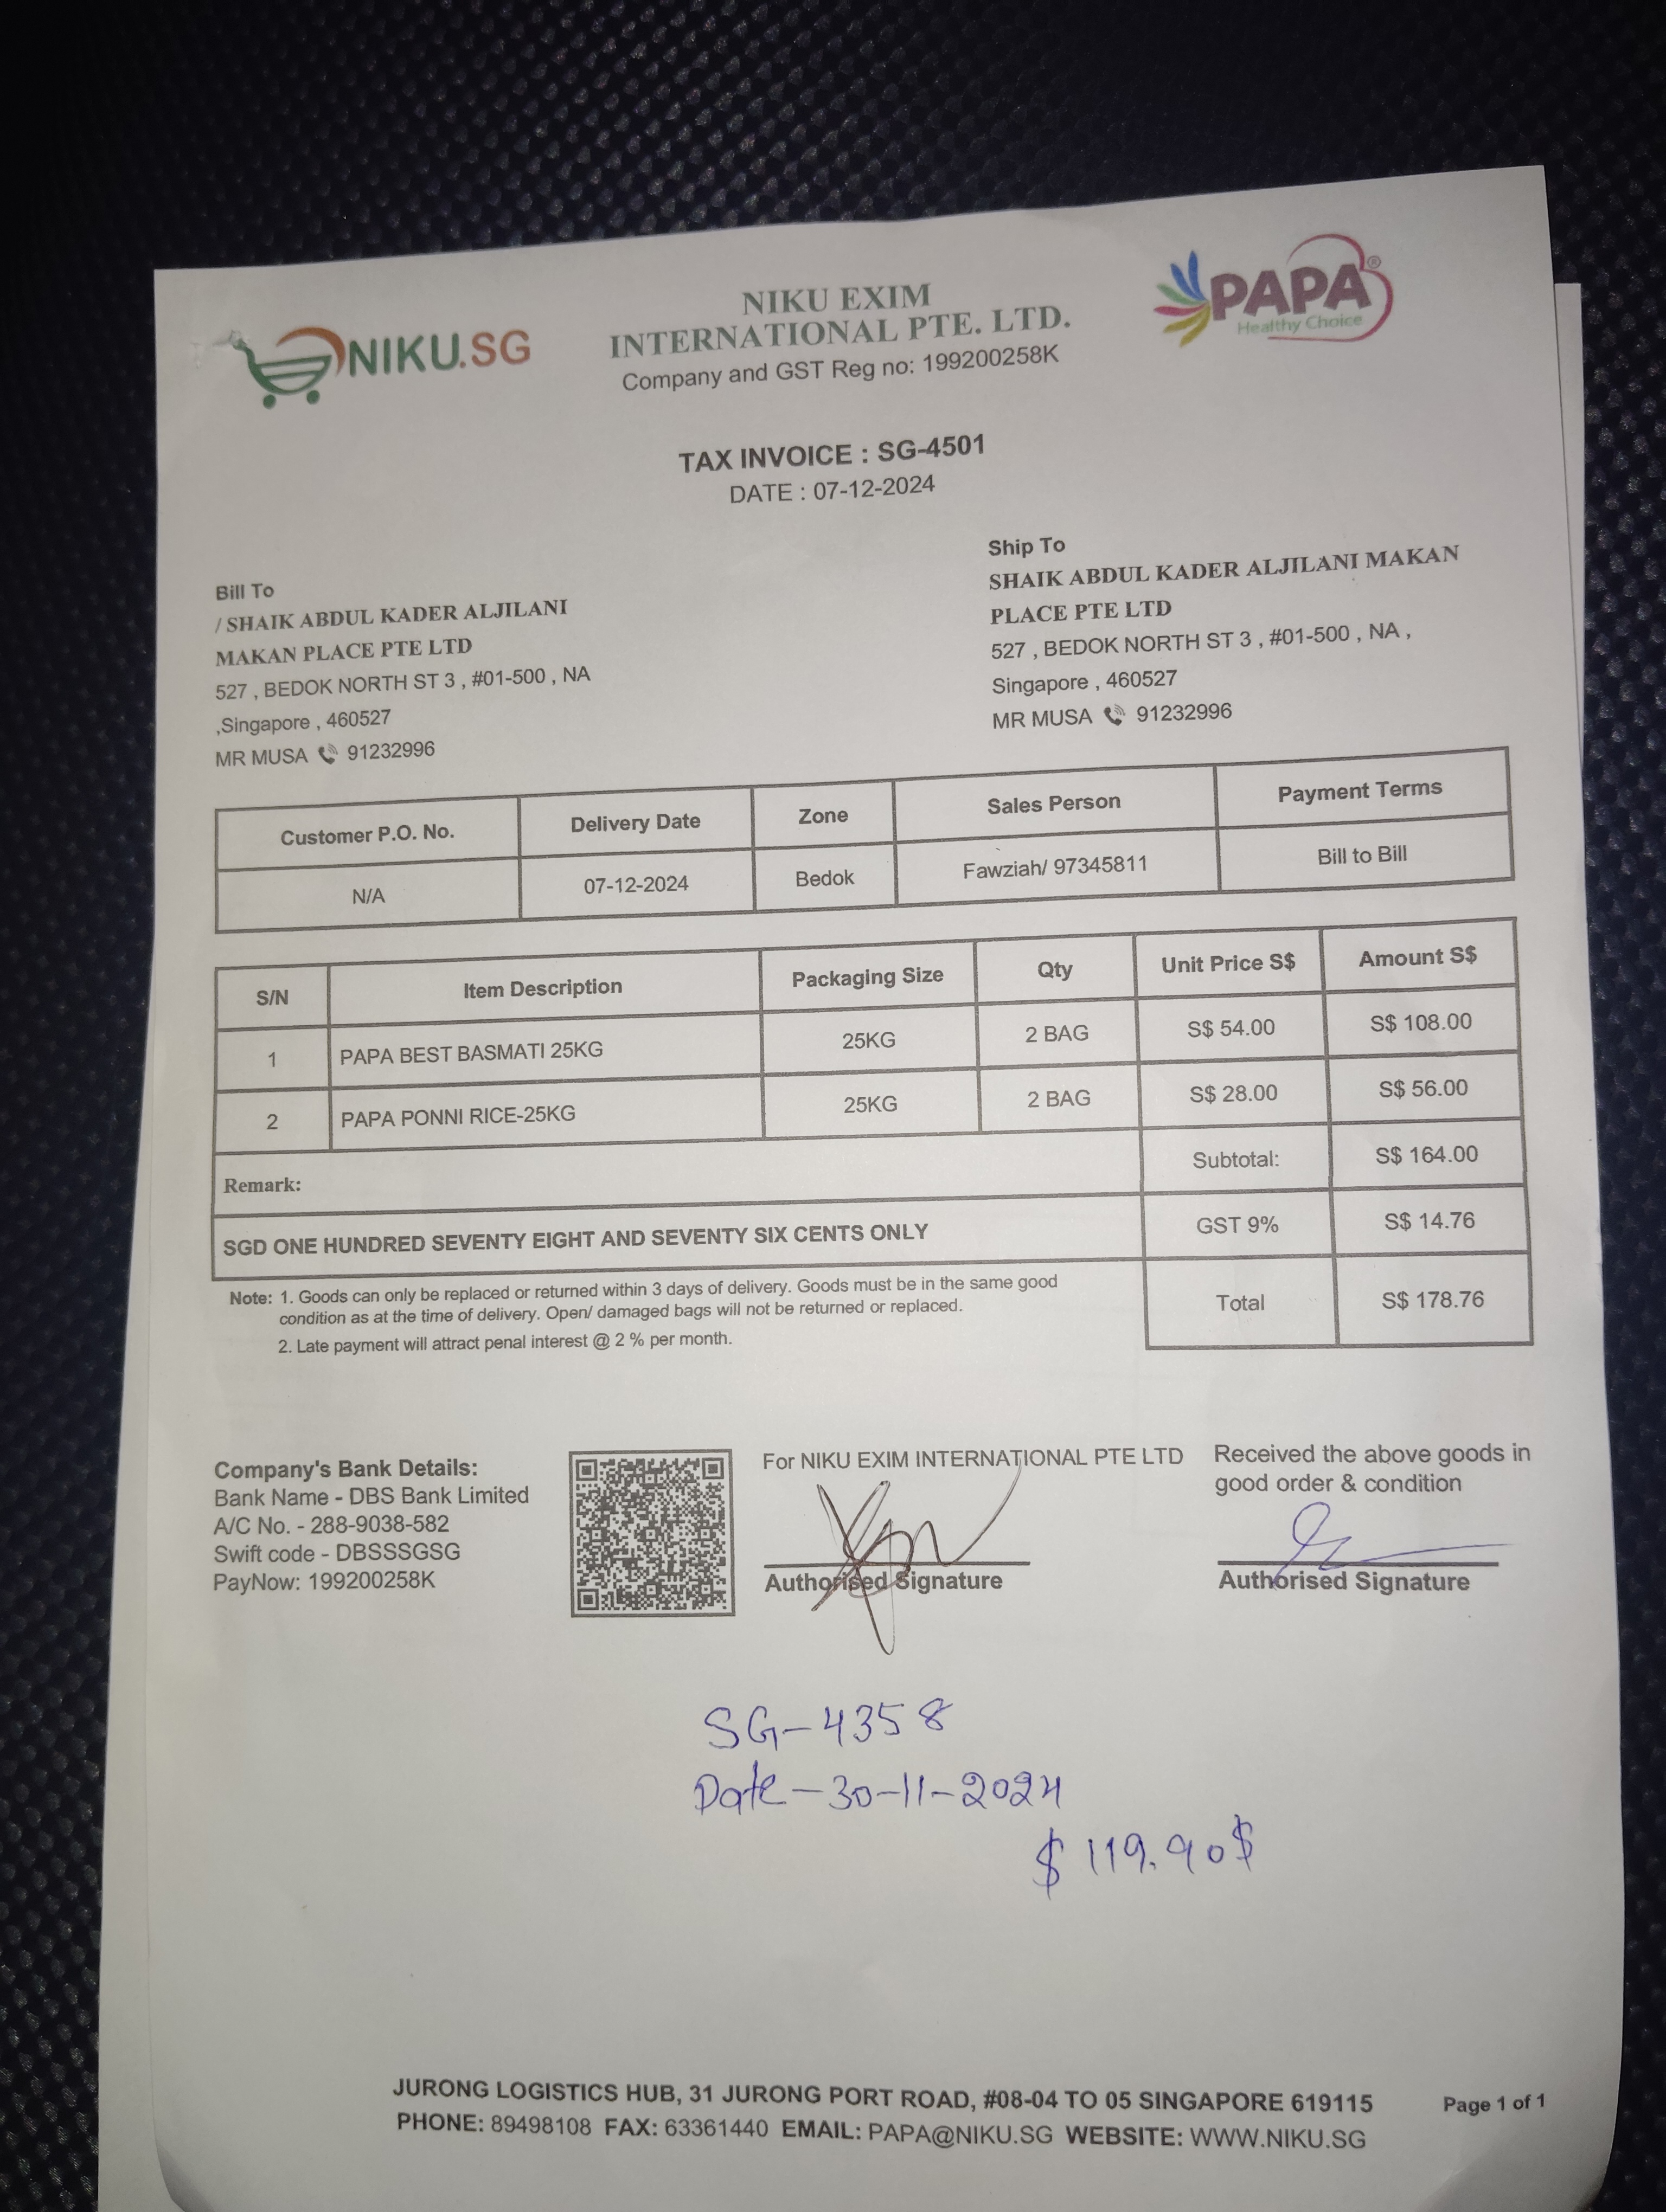 NIKU.SG
NIKU EXIM
INTERNATIONAL PTE. LTD.
Company and GST Reg no: 199200258K
PAPA®
Healthy Choice
TAX INVOICE : SG-4501
DATE : 07-12-2024
Bill To
/ SHAIK ABDUL KADER ALJILANI
MAKAN PLACE PTE LTD
527 , BEDOK NORTH ST 3 , #01-500 , NA
,Singapore , 460527
MR MUSA 91232996
Ship To
SHAIK ABDUL KADER ALJILANI MAKAN
PLACE PTE LTD
527 , BEDOK NORTH ST 3 , #01-500 , NA ,
Singapore , 460527
MR MUSA 91232996
Customer P.O. No. Delivery Date Zone Sales Person Payment Terms
N/A 07-12-2024 Bedok Fawziah/ 97345811 Bill to Bill
S/N Item Description Packaging Size Qty Unit Price S$ Amount S$
1 PAPA BEST BASMATI 25KG 25KG 2 BAG S$ 54.00 S$ 108.00
2 PAPA PONNI RICE-25KG 25KG 2 BAG S$ 28.00 S$ 56.00
Remark: Subtotal: S$ 164.00
SGD ONE HUNDRED SEVENTY EIGHT AND SEVENTY SIX CENTS ONLY GST 9% S$ 14.76
Total S$ 178.76
Note: 1. Goods can only be replaced or returned within 3 days of delivery. Goods must be in the same good
condition as at the time of delivery. Open/ damaged bags will not be returned or replaced.
2. Late payment will attract penal interest @ 2 % per month.
Company's Bank Details:
Bank Name - DBS Bank Limited
A/C No. - 288-9038-582
Swift code - DBSSSGSG
PayNow: 199200258K
For NIKU EXIM INTERNATIONAL PTE LTD
Authorised Signature
Received the above goods in
good order & condition
Authorised Signature
SG-4358
Date-30-11-2024
$ 119.90$
JURONG LOGISTICS HUB, 31 JURONG PORT ROAD, #08-04 TO 05 SINGAPORE 619115
PHONE: 89498108 FAX: 63361440 EMAIL: PAPA@NIKU.SG WEBSITE: WWW.NIKU.SG
Page 1 of 1